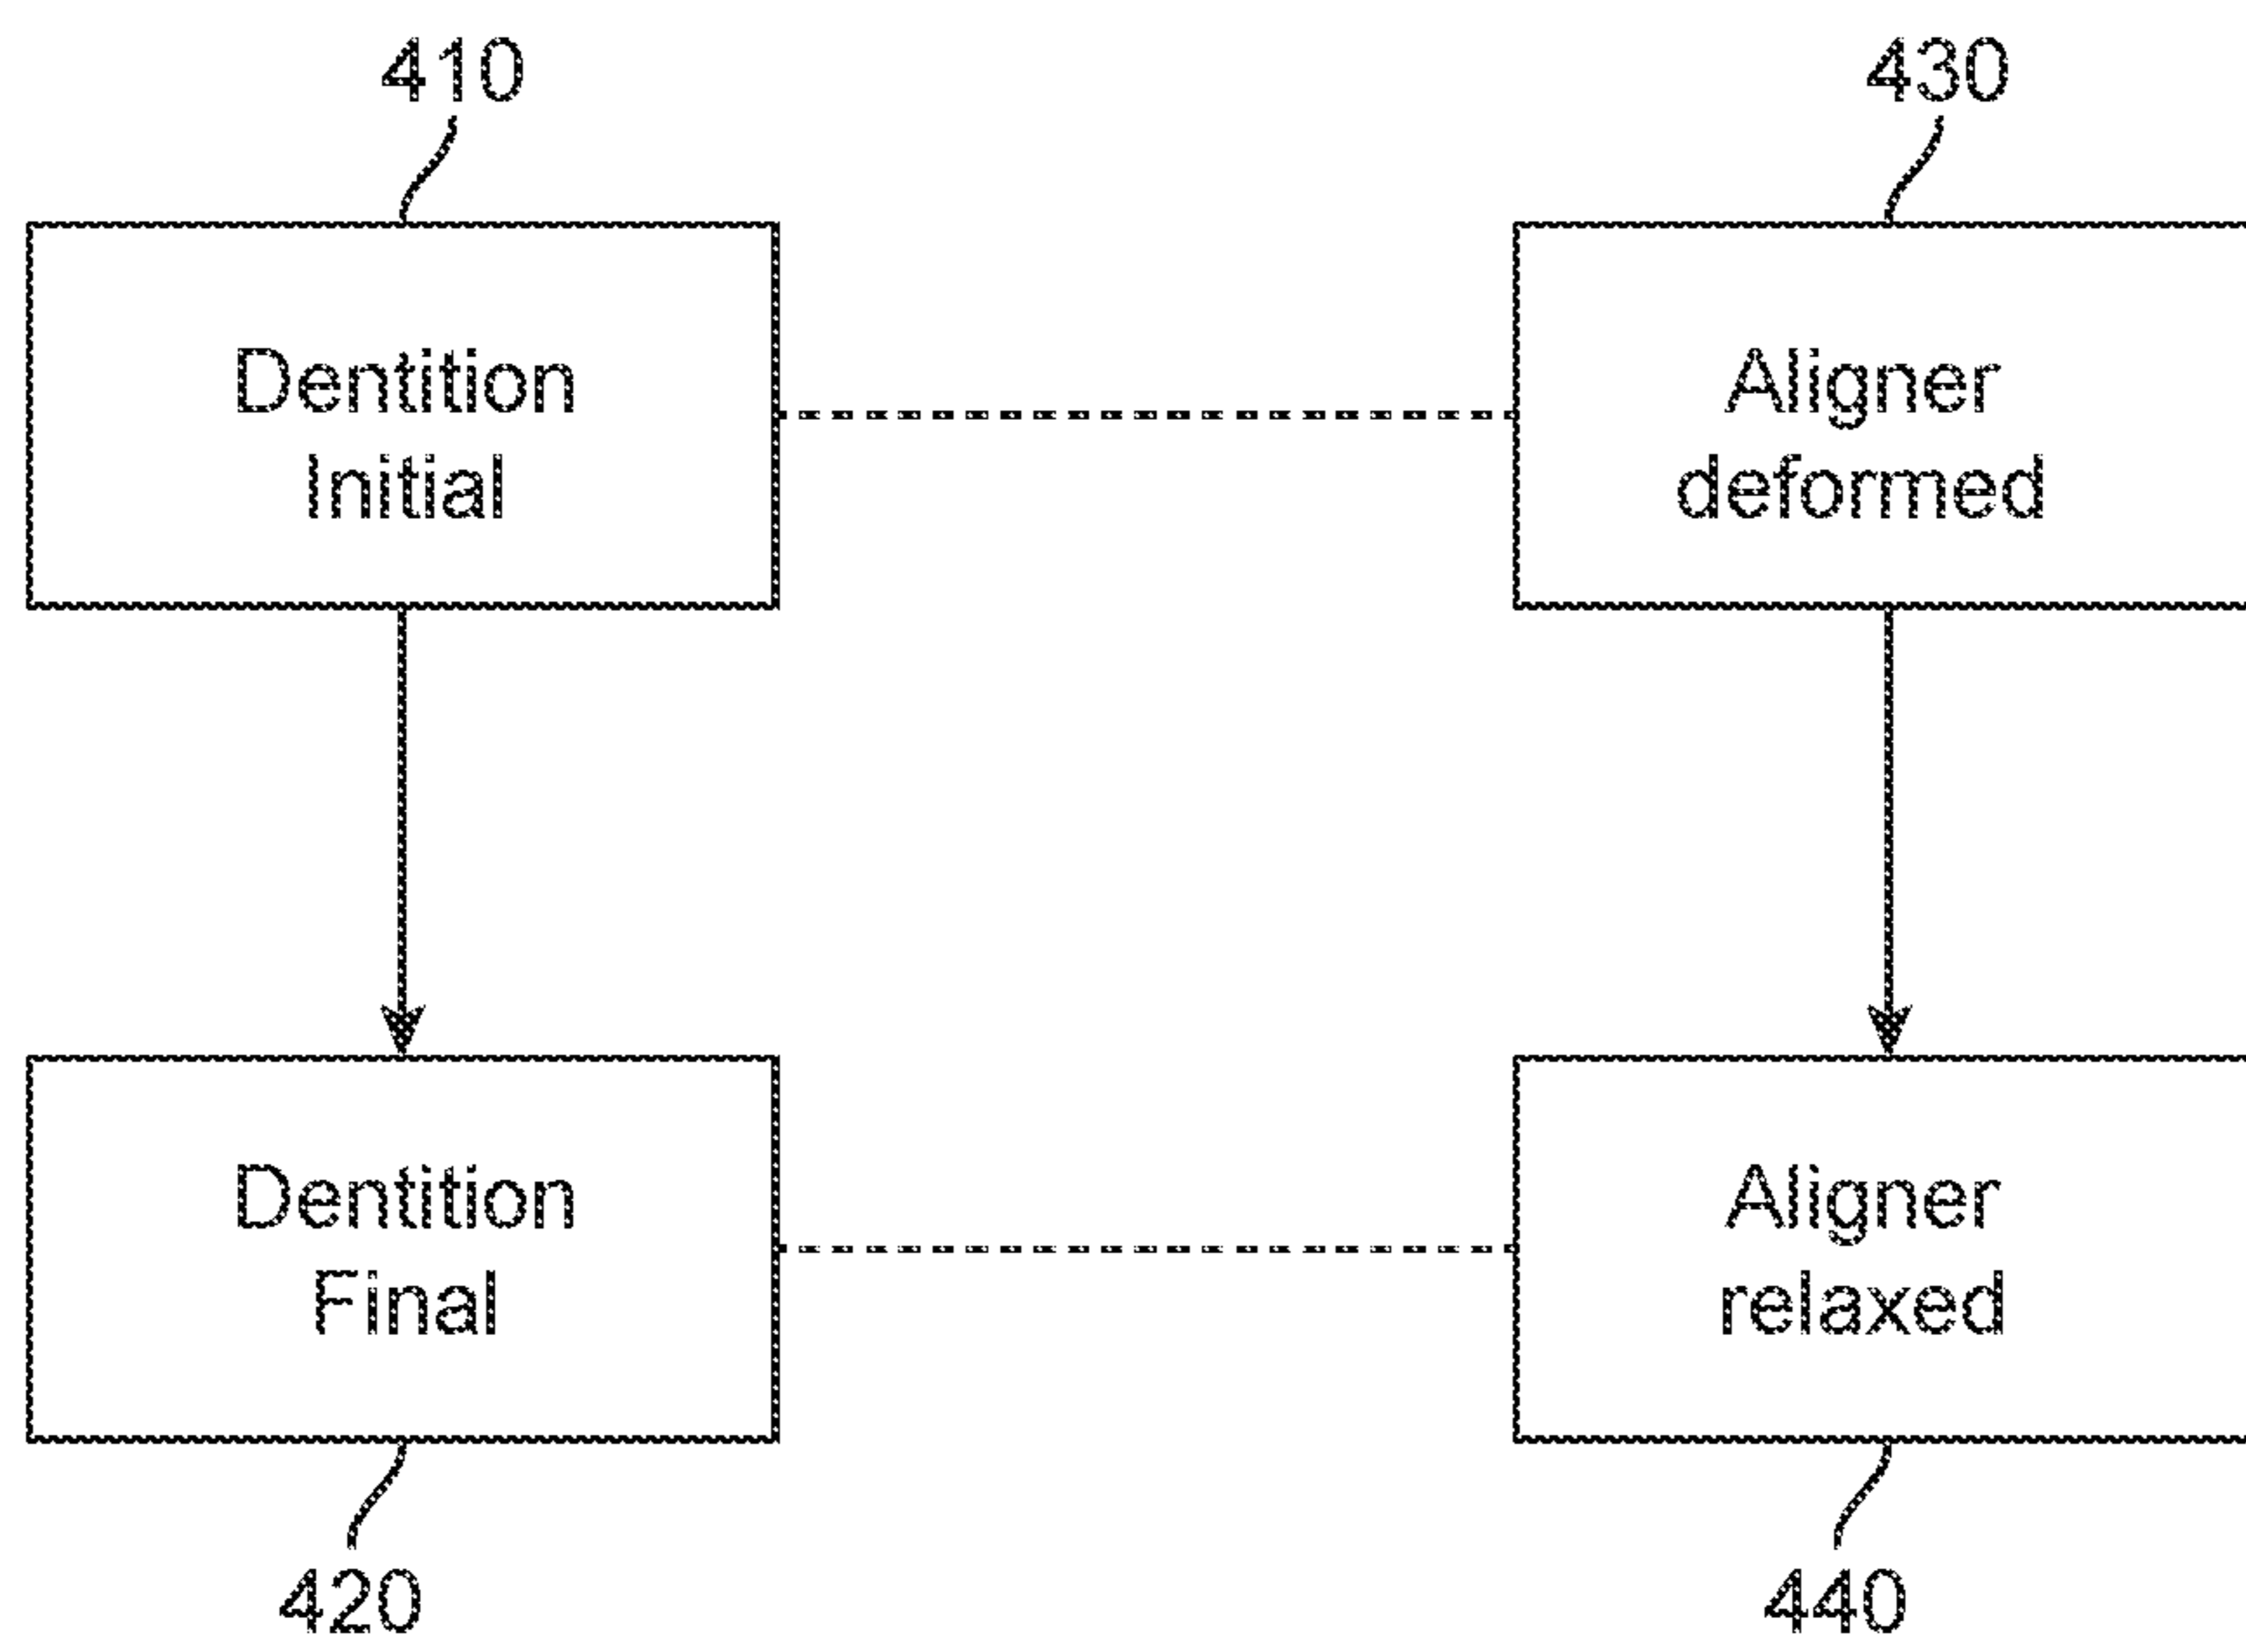 410
430
Dentition
Initial
Aligner
deformed
Dentition
Final
Aligner
relaxed
420
440